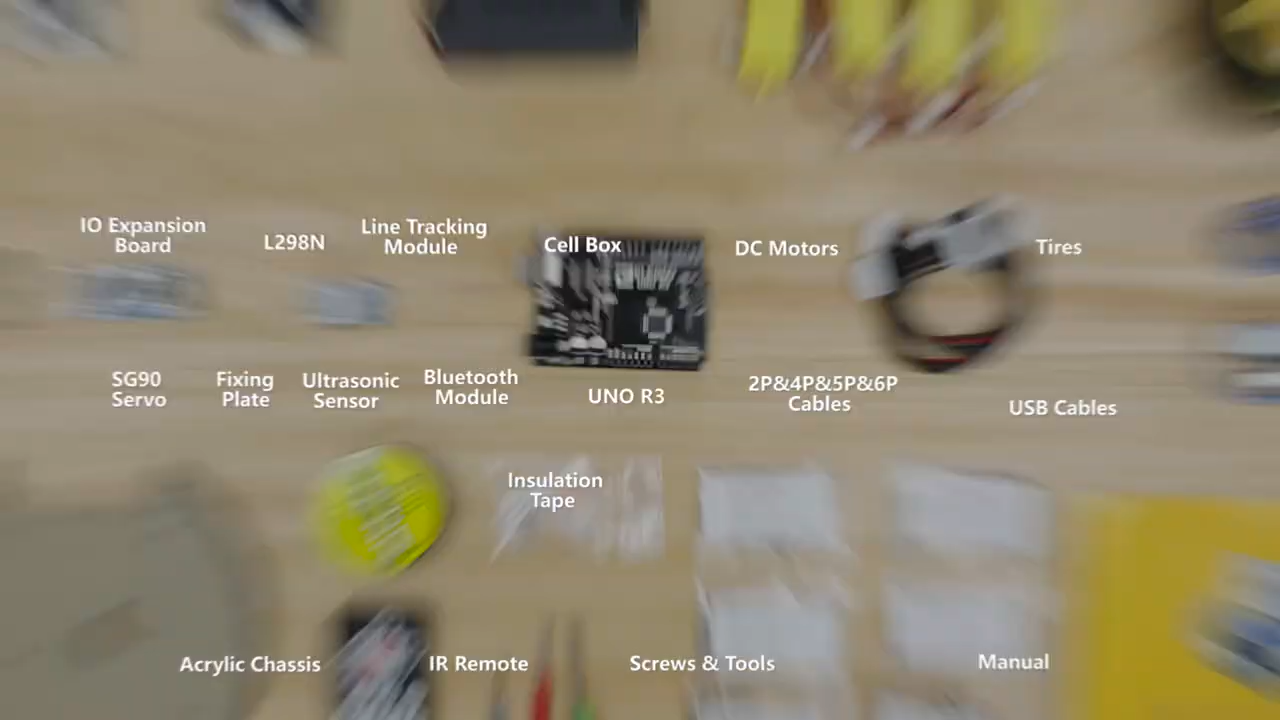 IO Expansion
Board
L298N
Line Tracking
Module
Cell Box
DC Motors
Tires
SG90
Servo
Fixing
Plate
Ultrasonic
Sensor
Bluetooth
Module
UNO R3
2P&4P&5P&6P
Cables
USB Cables
Insulation
Tape
Acrylic Chassis
IR Remote
Screws & Tools
Manual